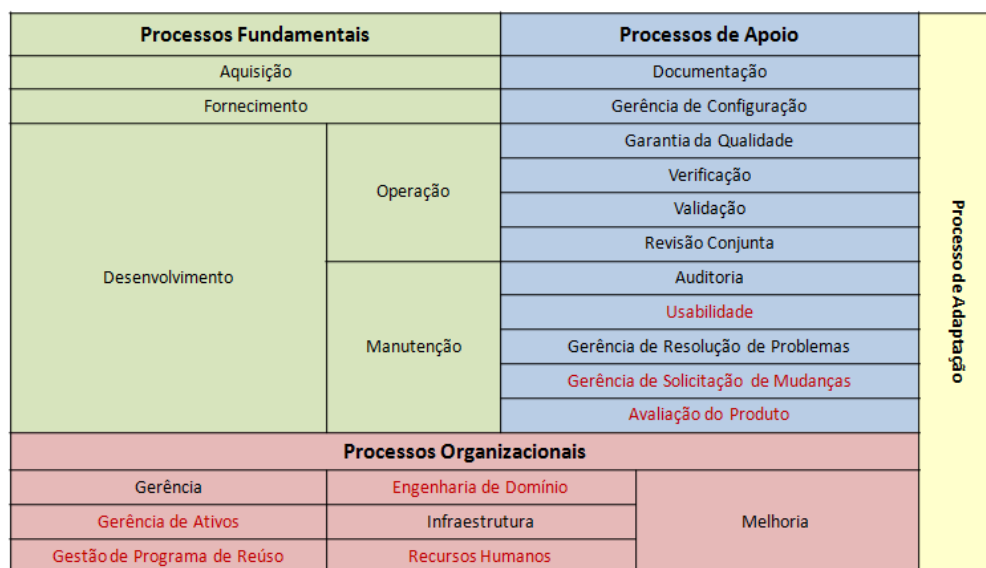 Processos Fundamentais
Processos de Apoio
Aquisição
Documentação
Fornecimento
Gerência de Configuração
Desenvolvimento
Operação
Garantia da Qualidade
Verificação
Validação
Revisão Conjunta
Manutenção
Auditoria
Usabilidade
Gerência de Resolução de Problemas
Gerência de Solicitação de Mudanças
Avaliação do Produto
Processo de Adaptação
Processos Organizacionais
Gerência
Engenharia de Domínio
Melhoria
Gerência de Ativos
Infraestrutura
Gestão de Programa de Reúso
Recursos Humanos